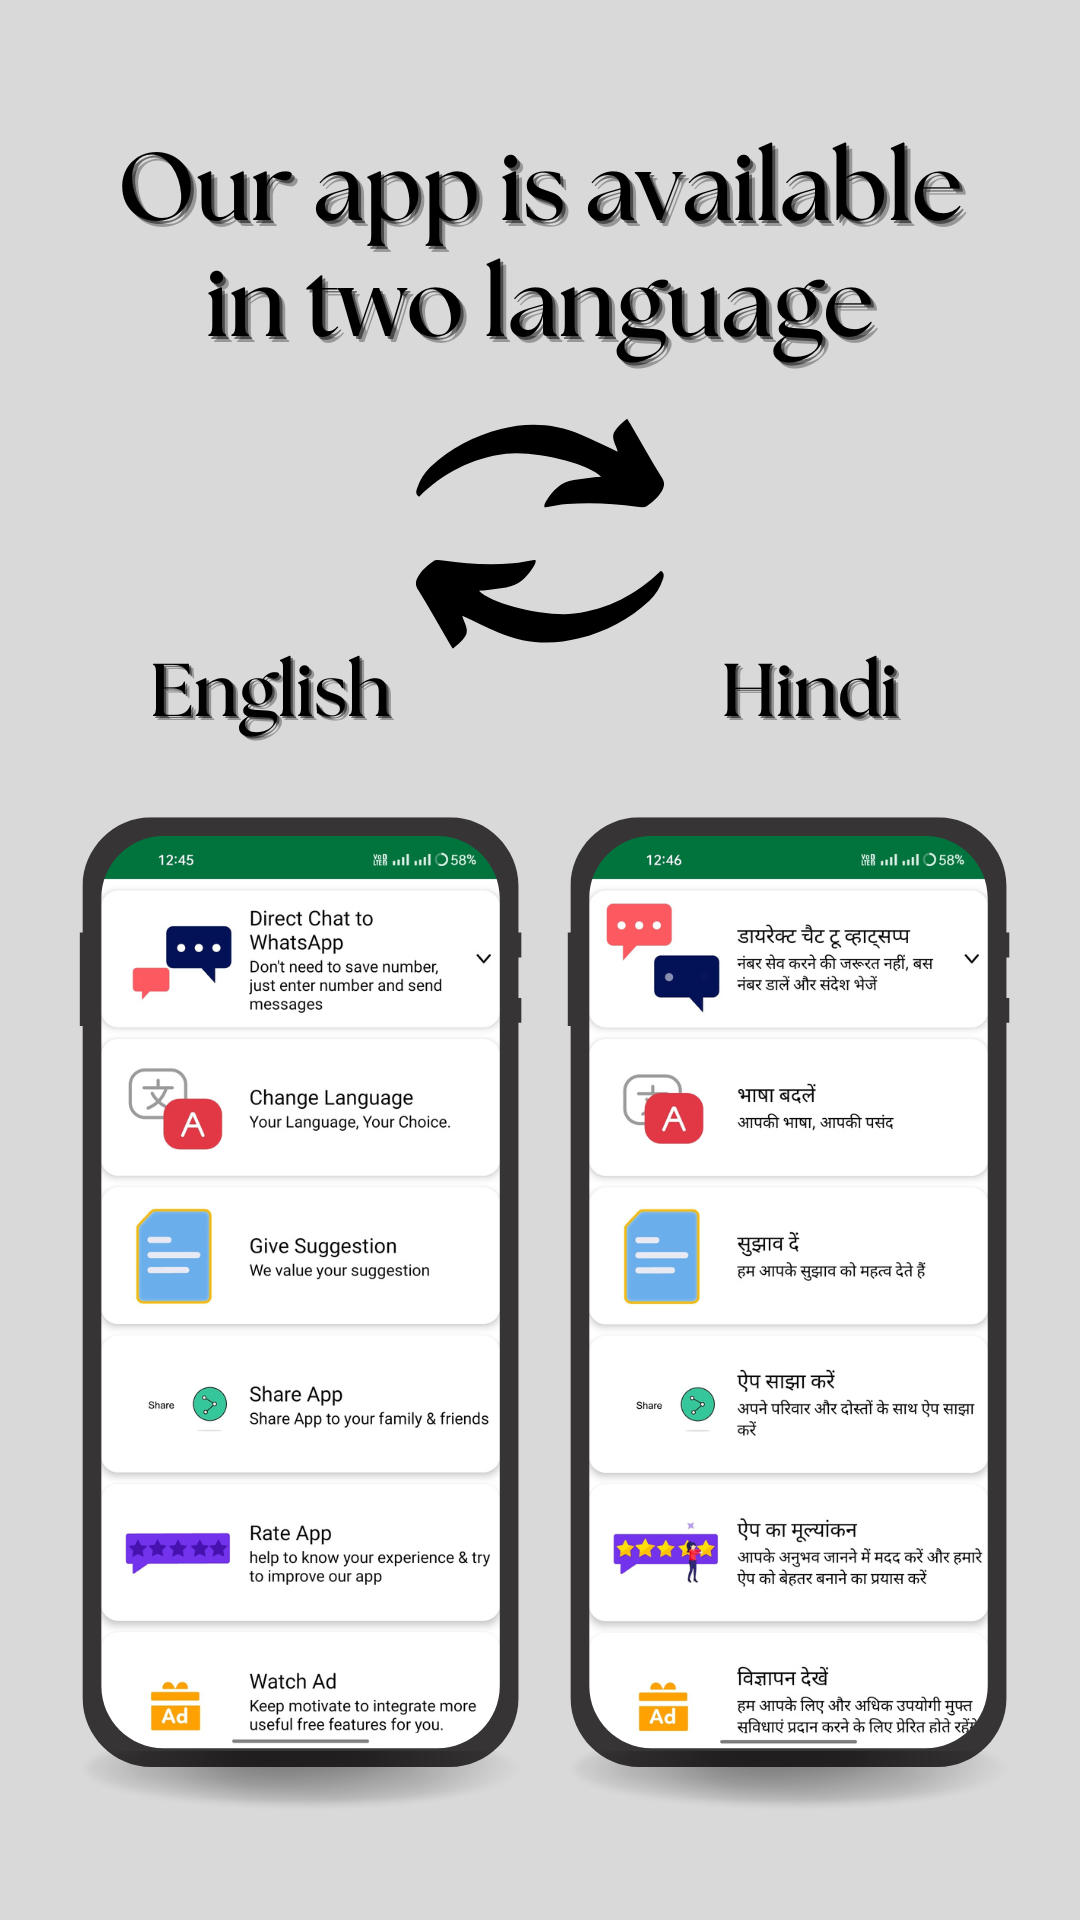 Our app is available
in two language
English
Hindi
12:45
58%
Direct Chat to
WhatsApp
Don't need to save number,
just enter number and send
messages
Change Language
Your Language, Your Choice.
Give Suggestion
We value your suggestion
Share
Share App
Share App to your family & friends
Rate App
help to know your experience & try
to improve our app
Ad
Watch Ad
Keep motivate to integrate more
useful free features for you.
12:46
58%
डायरेक्ट चैट टू व्हाट्सप्प
नंबर सेव करने की जरूरत नहीं, बस
नंबर डालें और संदेश भेजें
भाषा बदलें
आपकी भाषा, आपकी पसंद
सुझाव दें
हम आपके सुझाव को महत्व देते हैं
Share
ऐप साझा करें
अपने परिवार और दोस्तों के साथ ऐप साझा
करें
ऐप का मूल्यांकन
आपके अनुभव जानने में मदद करें और हमारे
ऐप को बेहतर बनाने का प्रयास करें
Ad
विज्ञापन देखें
हम आपके लिए और अधिक उपयोगी मुफ्त
सुविधाएं प्रदान करने के लिए प्रेरित होते रहेंगे